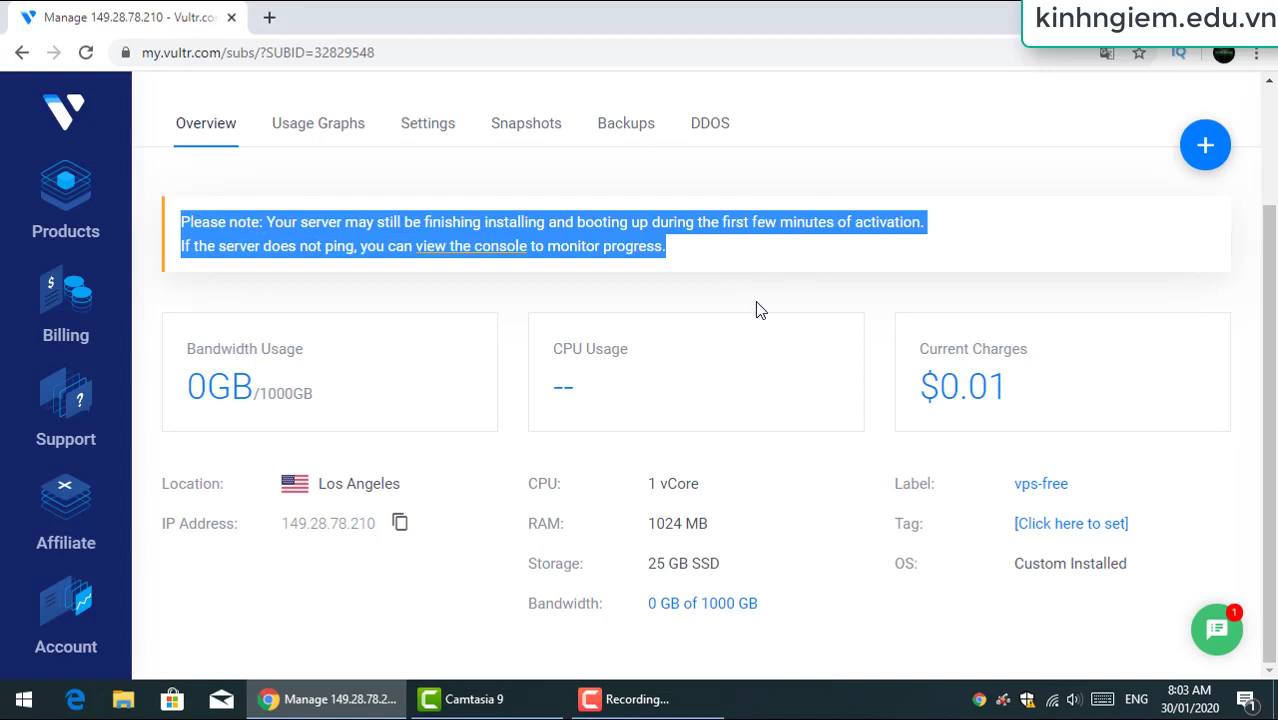 Manage 149.28.78.210 - Vultr.co
kinhngiem.edu.vn
my.vultr.com/subs/?SUBID=32829548
Overview Usage Graphs Settings Snapshots Backups DDOS
Products
Billing
Support
Affiliate
Account
Please note: Your server may still be finishing installing and booting up during the first few minutes of activation.
If the server does not ping, you can view the console to monitor progress.
Bandwidth Usage
0GB/1000GB
CPU Usage
--
Current Charges
$0.01
Location: Los Angeles
IP Address: 149.28.78.210
CPU: 1 vCore
RAM: 1024 MB
Storage: 25 GB SSD
Bandwidth: 0 GB of 1000 GB
Label: vps-free
Tag: [Click here to set]
OS: Custom Installed
1
Manage 149.28.78.2... Camtasia 9 Recording... ENG
8:03 AM
30/01/2020
1